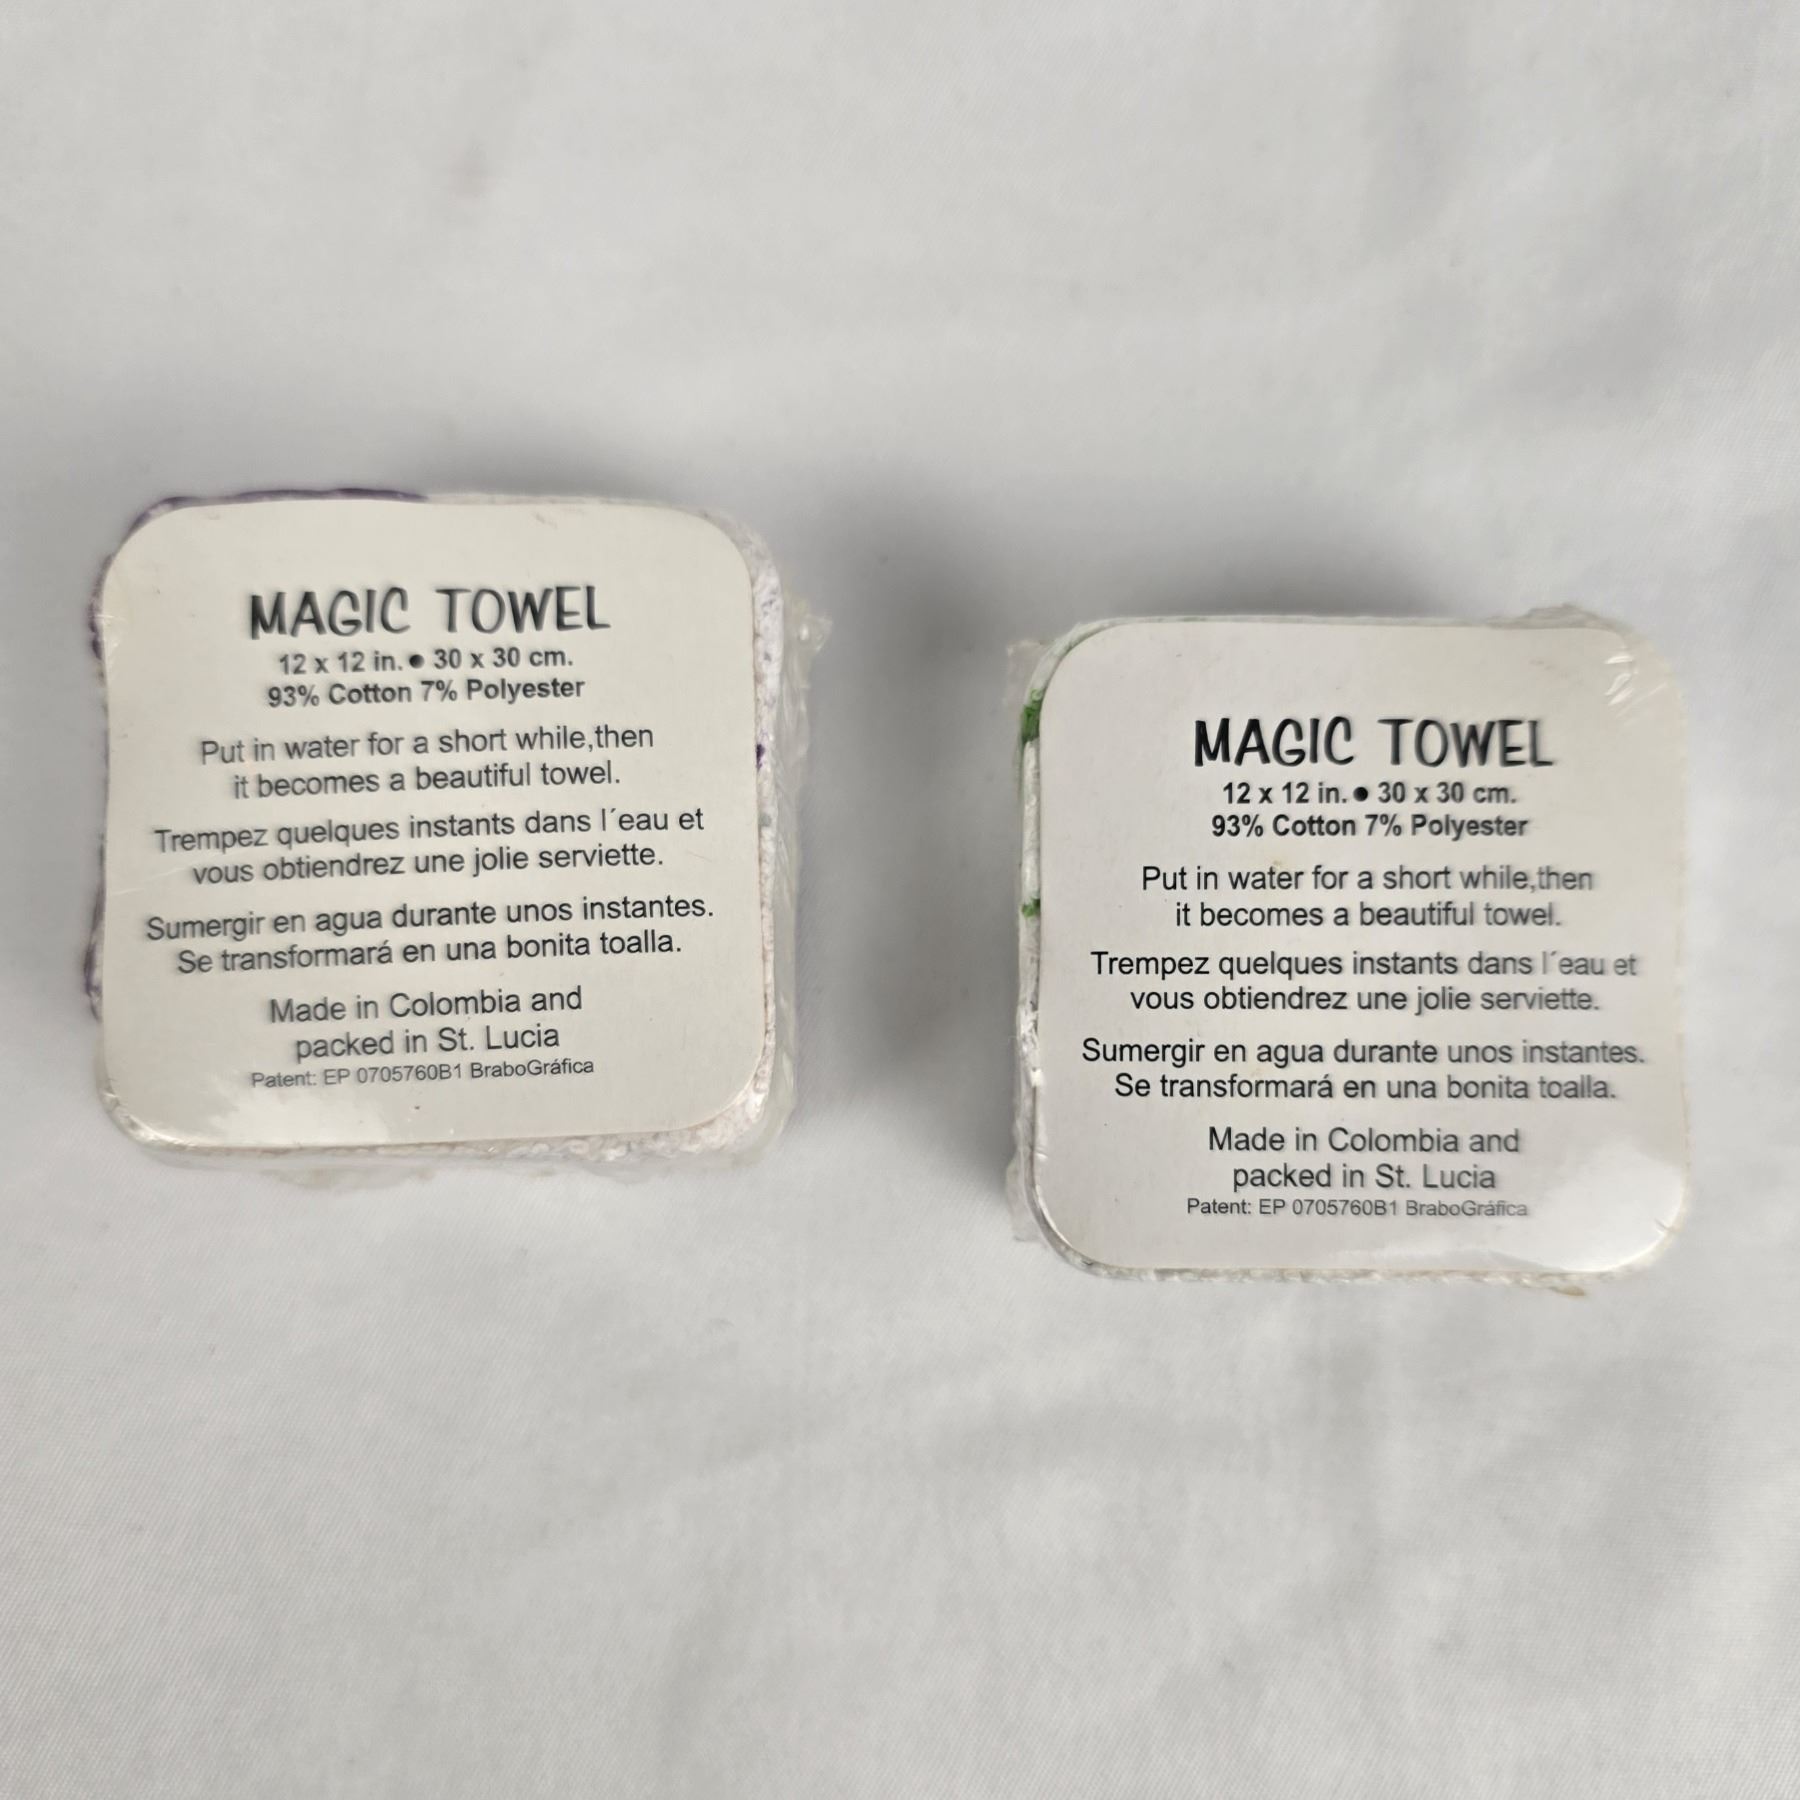 MAGIC TOWEL
12 x 12 in. ● 30 x 30 cm.
93% Cotton 7% Polyester
Put in water for a short while,then
it becomes a beautiful towel.
Trempez quelques instants dans l´eau et
vous obtiendrez une jolie serviette.
Sumergir en agua durante unos instantes.
Se transformará en una bonita toalla.
Made in Colombia and
packed in St. Lucia
Patent: EP 0705760B1 BraboGráfica
MAGIC TOWEL
12 x 12 in. ● 30 x 30 cm.
93% Cotton 7% Polyester
Put in water for a short while,then
it becomes a beautiful towel.
Trempez quelques instants dans l´eau et
vous obtiendrez une jolie serviette.
Sumergir en agua durante unos instantes.
Se transformará en una bonita toalla.
Made in Colombia and
packed in St. Lucia
Patent: EP 0705760B1 BraboGráfica